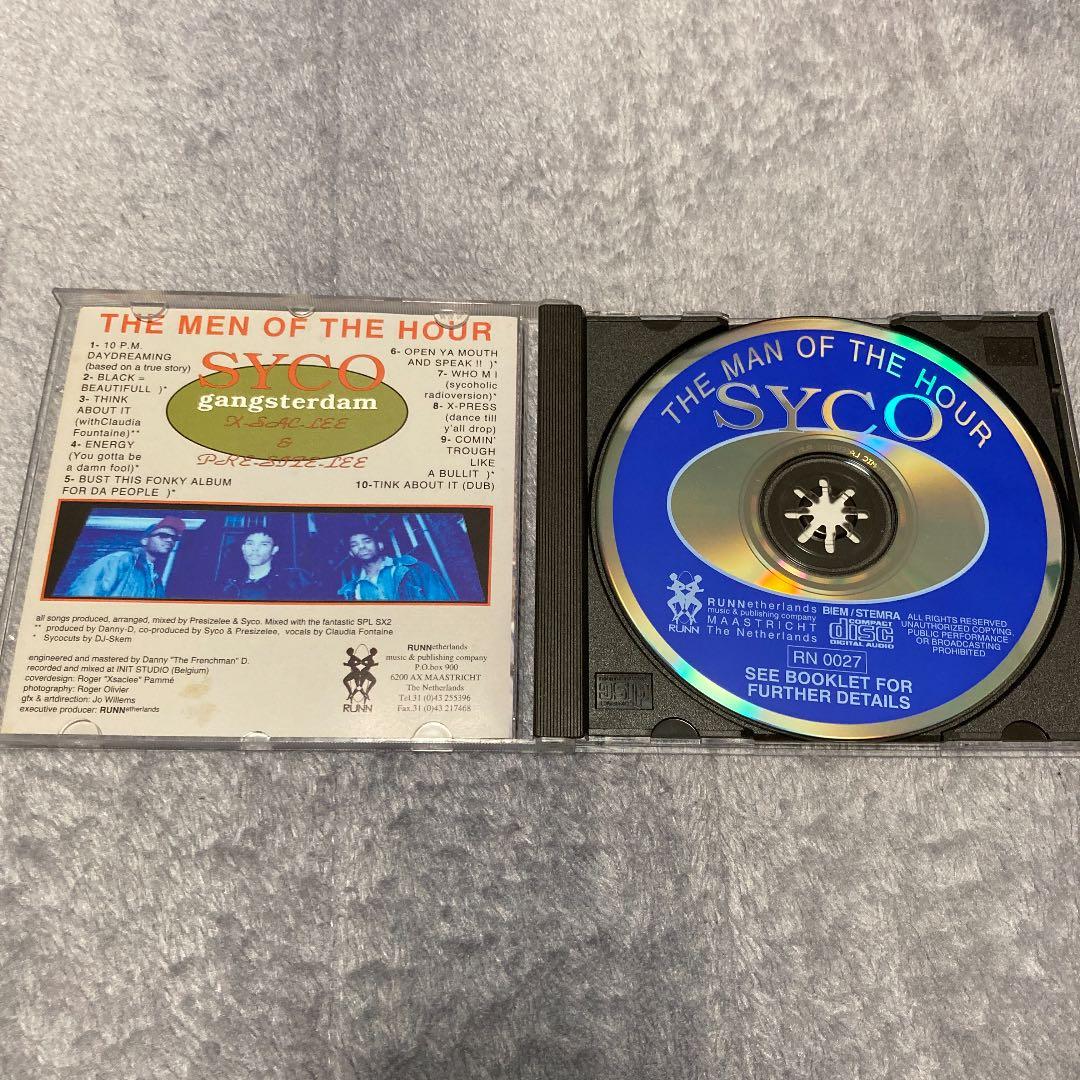 THE MEN OF THE HOUR
SYCO
gangsterdam
X-SAC-LEE
&
PRE-SIZE-LEE
1- 10 P.M.
DAYDREAMING
(based on a true story)
2- BLACK =
BEAUTIFULL )*
3- THINK
ABOUT IT
(withClaudia
Fountaine)**
4- ENERGY
(You gotta be
a damn fool)*
5- BUST THIS FONKY ALBUM
FOR DA PEOPLE )*
6- OPEN YA MOUTH
AND SPEAK !! )*
7- WHO M I
(sycoholic
radioversion)*
8- X-PRESS
(dance till
y'all drop)
9- COMIN'
TROUGH
LIKE
A BULLIT )*
10-TINK ABOUT IT (DUB)
all songs produced, arranged, mixed by Presizelee & Syco. Mixed with the fantastic SPL SX2
** produced by Danny-D, co-produced by Syco & Presizelee, vocals by Claudia Fontaine
* Sycocuts by DJ-Skem
engineered and mastered by Danny "The Frenchman" D.
recorded and mixed at INIT STUDIO (Belgium)
coverdesign: Roger "Xsaclee" Pammé
photography: Roger Olivier
gfx & artdirection: Jo Willems
executive producer: RUNNetherlands
RUNN
RUNNetherlands
music & publishing company
P.O.box 900
6200 AX MAASTRICHT
The Netherlands
Tel.31 (0)43 255396
Fax.31 (0)43 217468
THE MAN OF THE HOUR
SYCO
RUNN
RUNNetherlands
music & publishing company
MAASTRICHT
The Netherlands
BIEM/STEMRA
COMPACT
disc
DIGITAL AUDIO
ALL RIGHTS RESERVED
UNAUTHORIZED COPYING,
PUBLIC PERFORMANCE
OR BROADCASTING
PROHIBITED
RN 0027
SEE BOOKLET FOR
FURTHER DETAILS